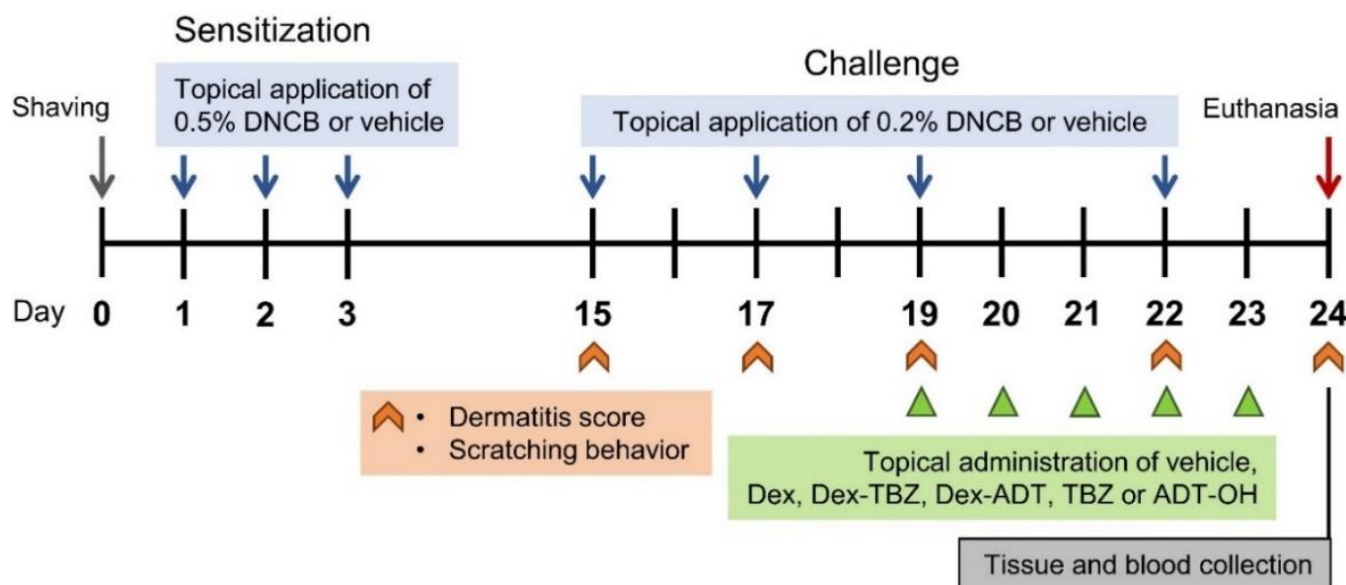 Sensitization
Topical application of
0.5% DNCB or vehicle
Challenge
Topical application of 0.2% DNCB or vehicle
Shaving
Euthanasia
Day 0 1 2 3 15 17 19 20 21 22 23 24
• Dermatitis score
• Scratching behavior
Topical administration of vehicle,
Dex, Dex-TBZ, Dex-ADT, TBZ or ADT-OH
Tissue and blood collection